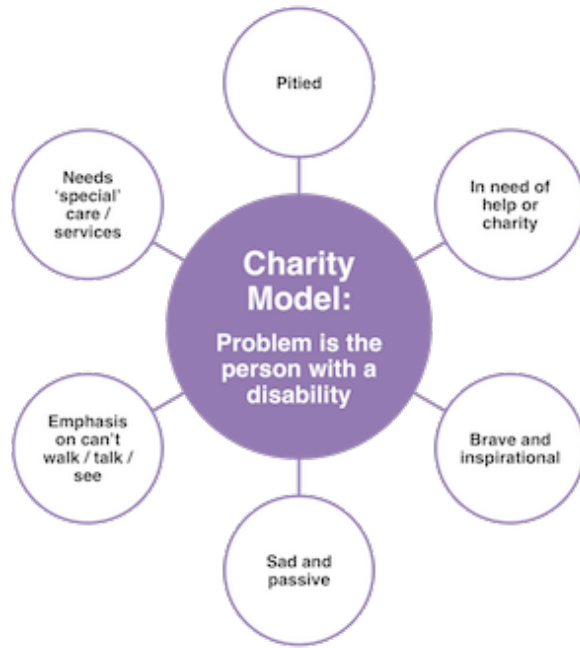 Pitied
Needs
‘special’
care /
services
In need of
help or
charity
Charity
Model:
Problem is the
person with a
disability
Emphasis
on can’t
walk / talk /
see
Brave and
inspirational
Sad and
passive